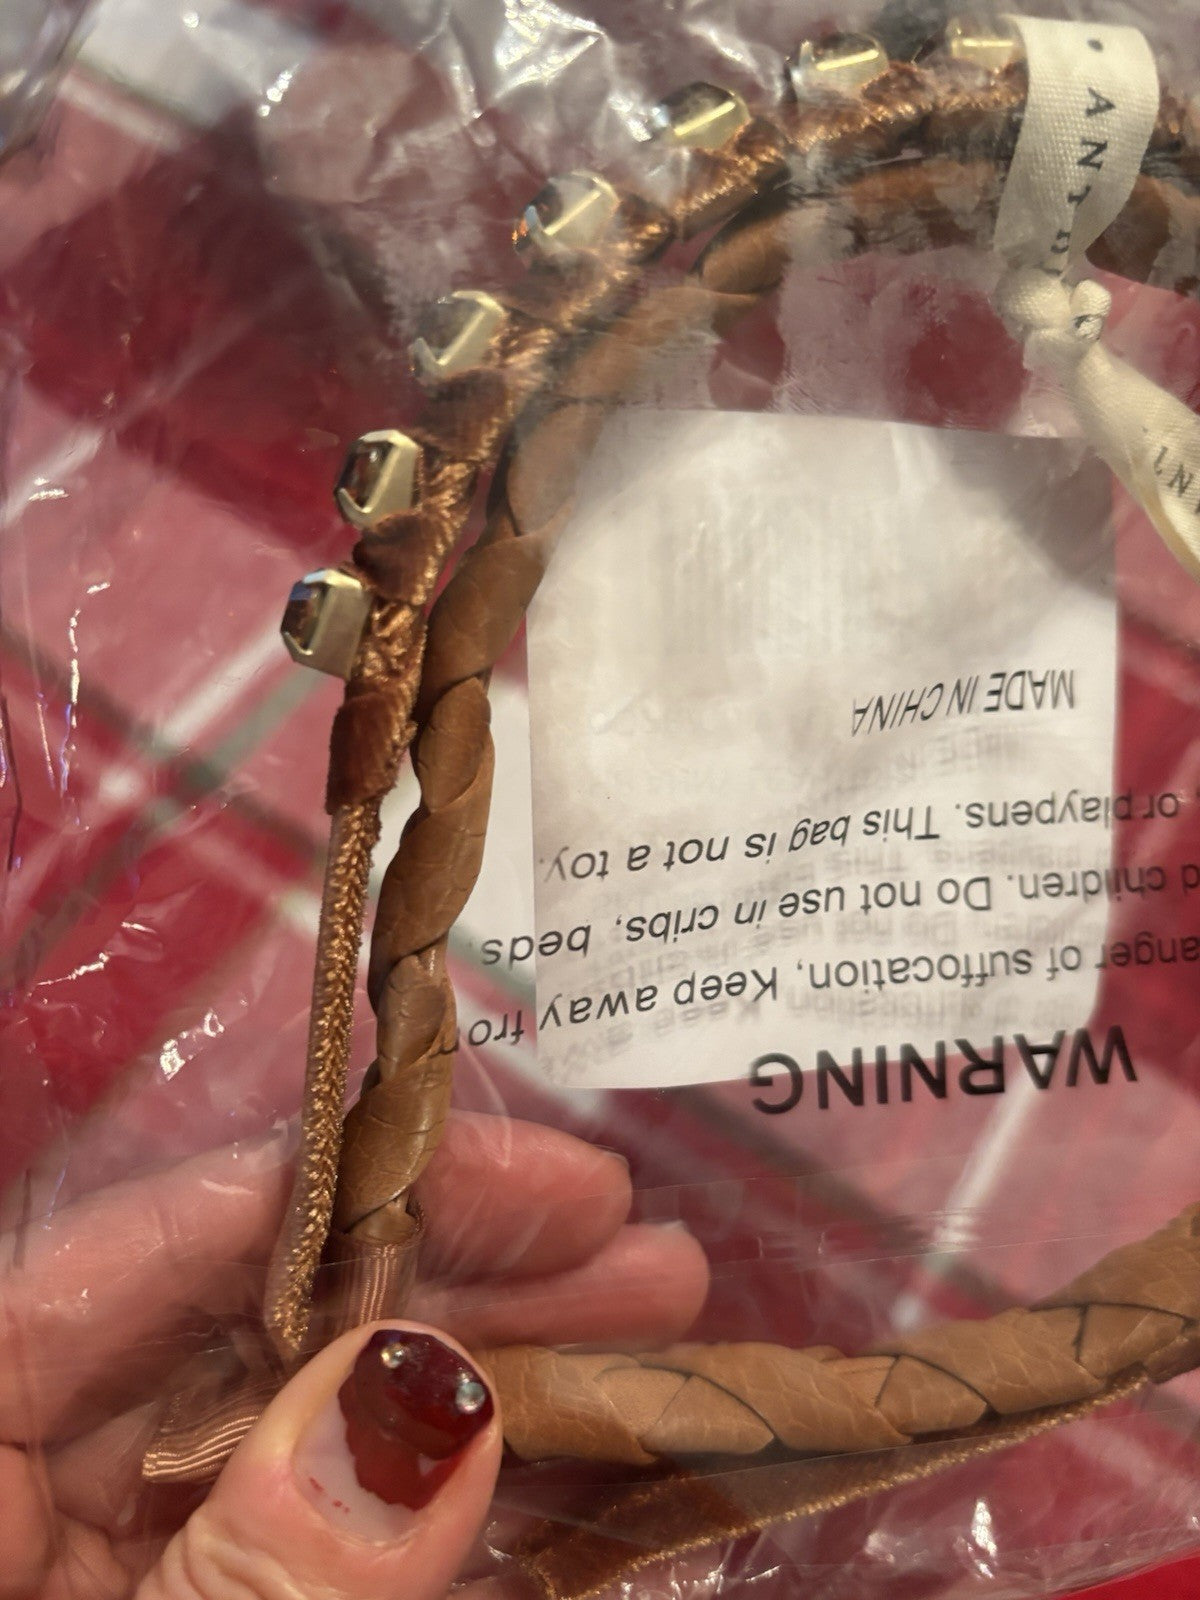 WARNING
anger of suffocation, Keep away from
d children. Do not use in cribs, beds,
or playpens. This bag is not a toy.
MADE IN CHINA